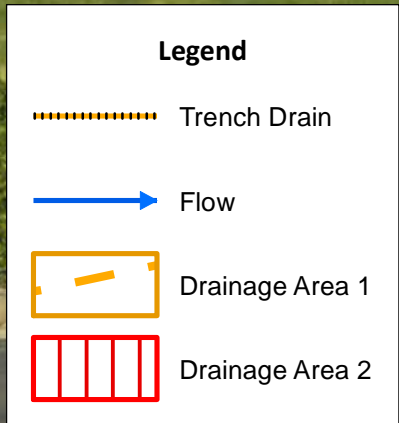 Legend
Trench Drain
Flow
Drainage Area 1
Drainage Area 2